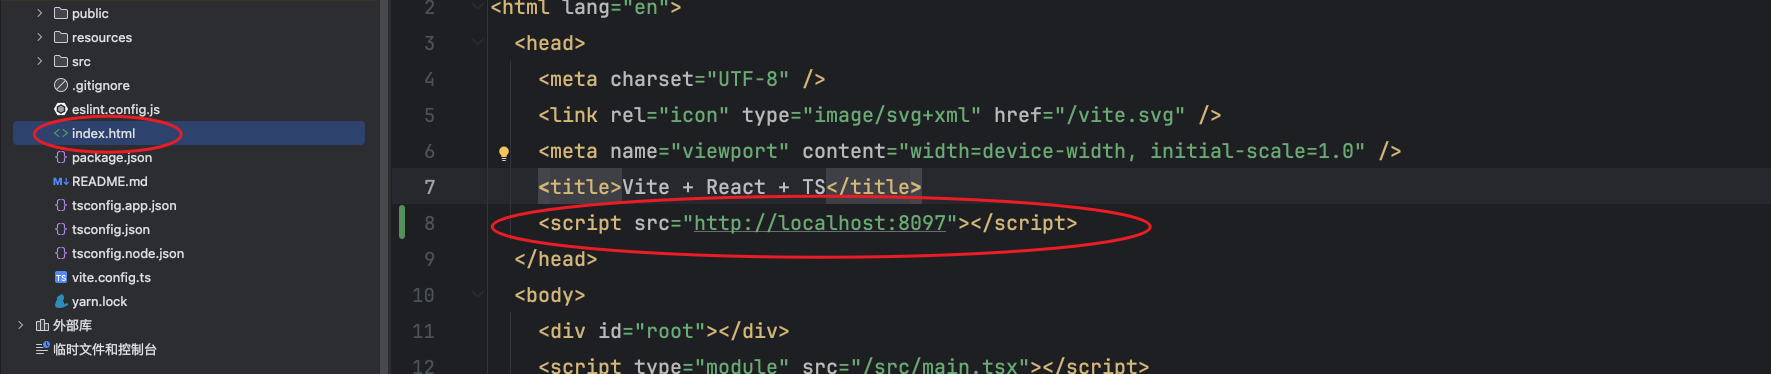 public
resources
src
.gitignore
eslint.config.js
<> index.html
{} package.json
M↓ README.md
{} tsconfig.app.json
{} tsconfig.json
{} tsconfig.node.json
TS vite.config.ts
yarn.lock
外部库
临时文件和控制台
2 <html lang="en">
3 <head>
4 <meta charset="UTF-8" />
5 <link rel="icon" type="image/svg+xml" href="/vite.svg" />
6 <meta name="viewport" content="width=device-width, initial-scale=1.0" />
7 <title>Vite + React + TS</title>
8 <script src="http://localhost:8097"></script>
9 </head>
10 <body>
11 <div id="root"></div>
12 <script type="module" src="/src/main.tsx"></script>